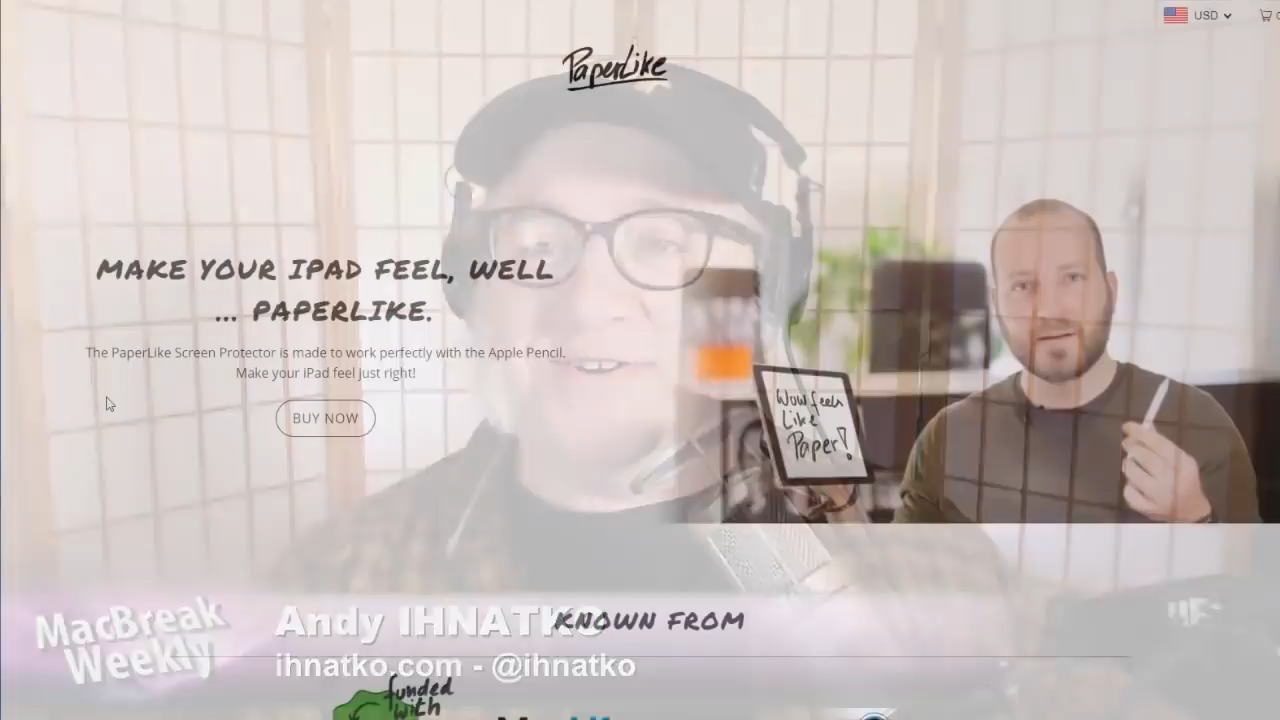 USD
PaperLike
MAKE YOUR IPAD FEEL, WELL
... PAPERLIKE.
The PaperLike Screen Protector is made to work perfectly with the Apple Pencil.
Make your iPad feel just right!
BUY NOW
Wow feels
Like
Paper!
MacBreak
Weekly
Andy IHNATKO
ihnatko.com - @ihnatko
KNOWN FROM
funded
with